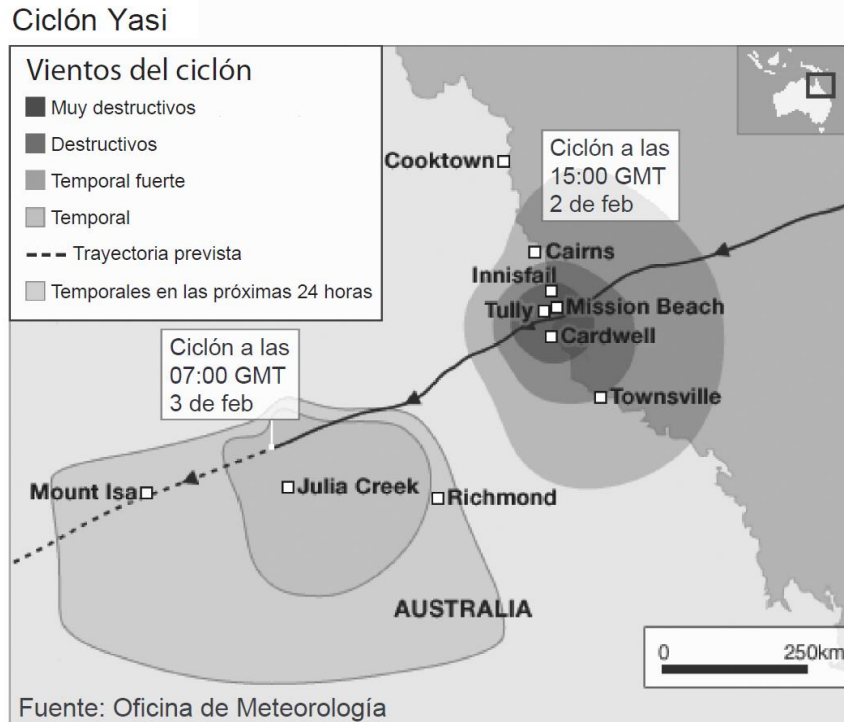 Ciclón Yasi
Vientos del ciclón
Muy destructivos
Destructivos
Temporal fuerte
Temporal
Trayectoria prevista
Temporales en las próximas 24 horas
Cooktown
Ciclón a las
15:00 GMT
2 de feb
Cairns
Innisfail
Tully
Mission Beach
Cardwell
Townsville
Ciclón a las
07:00 GMT
3 de feb
Mount Isa
Julia Creek
Richmond
AUSTRALIA
0 250km
Fuente: Oficina de Meteorología